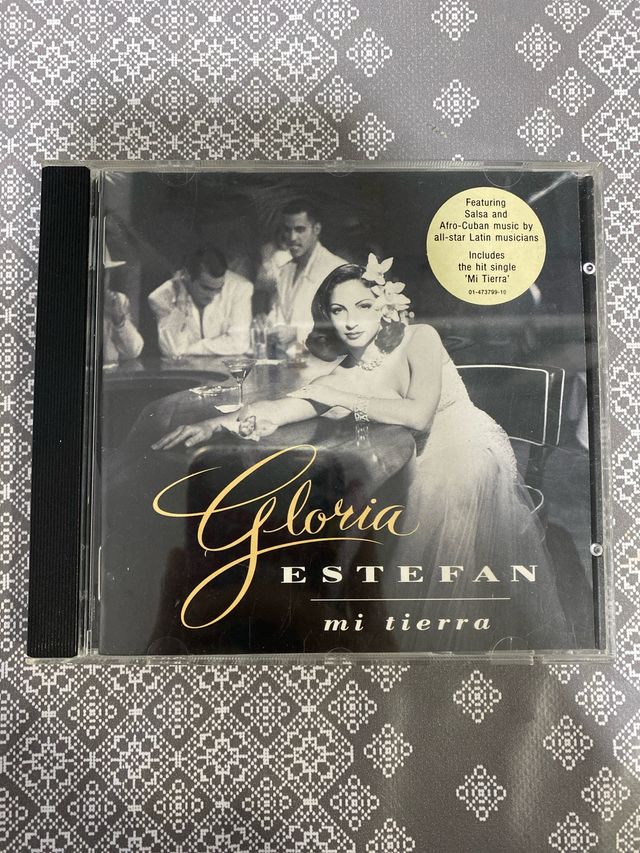 Featuring
Salsa and
Afro-Cuban music by
all-star Latin musicians
Includes
the hit single
'Mi Tierra'
01-473799-10
Gloria
ESTEFAN
mi tierra